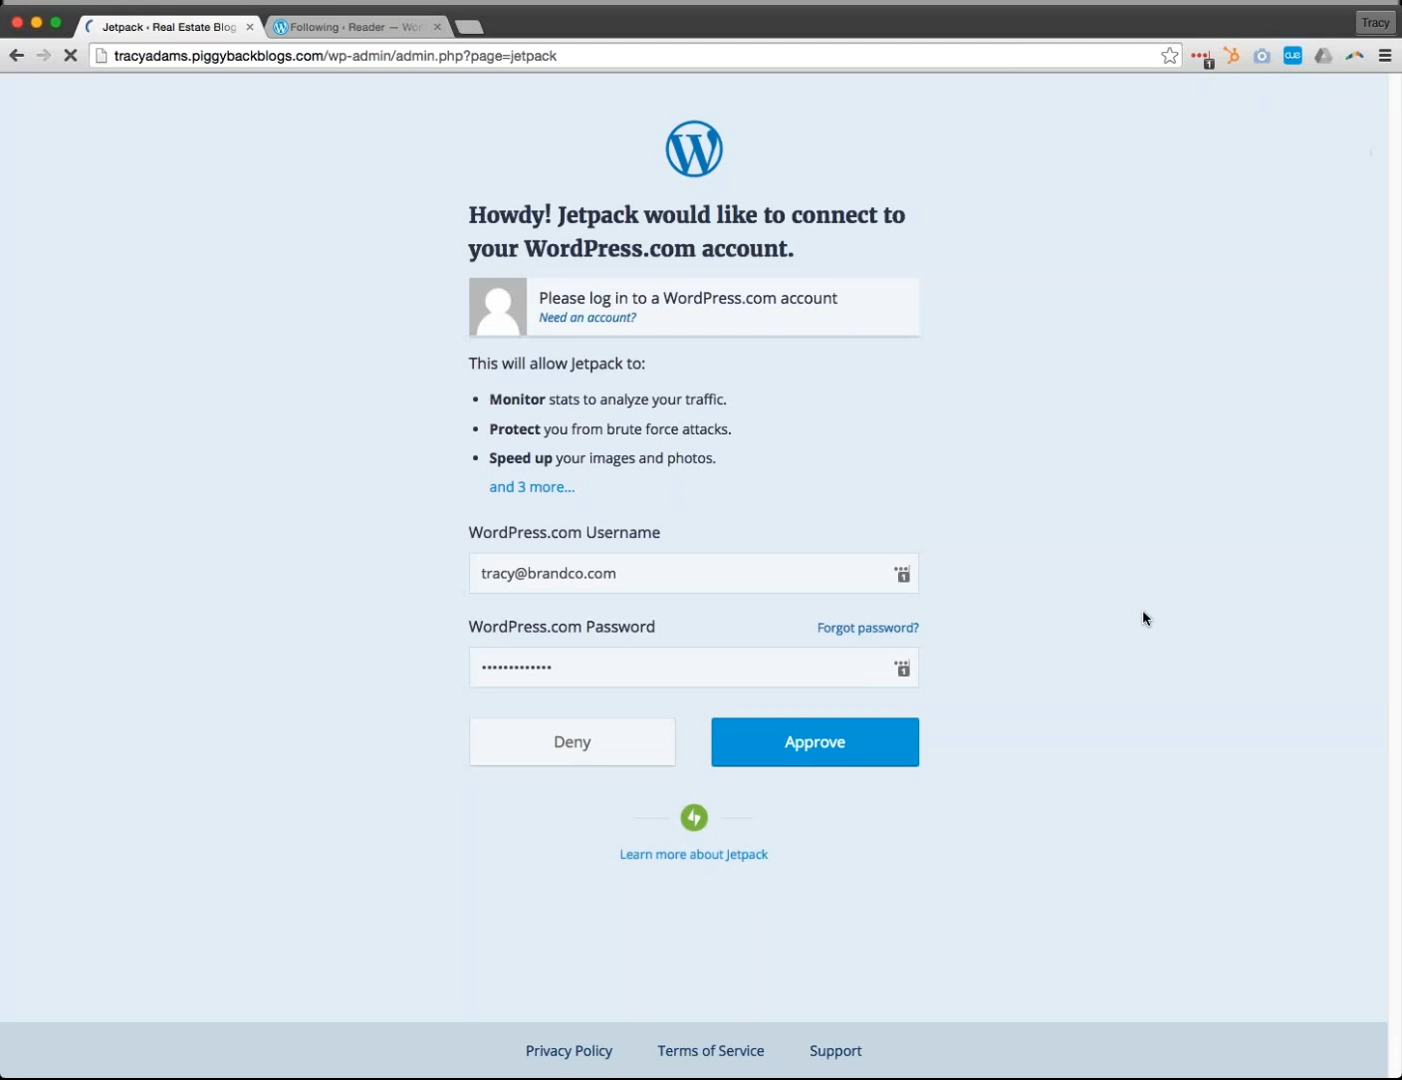 Jetpack ‹ Real Estate Blog
Following ‹ Reader — Wor
Tracy
tracyadams.piggybackblogs.com/wp-admin/admin.php?page=jetpack
1
cue
Howdy! Jetpack would like to connect to
your WordPress.com account.
Please log in to a WordPress.com account
Need an account?
This will allow Jetpack to:
• Monitor stats to analyze your traffic.
• Protect you from brute force attacks.
• Speed up your images and photos.
and 3 more...
WordPress.com Username
tracy@brandco.com
1
WordPress.com Password
Forgot password?
•••••••••••••
1
Deny
Approve
Learn more about Jetpack
Privacy Policy
Terms of Service
Support